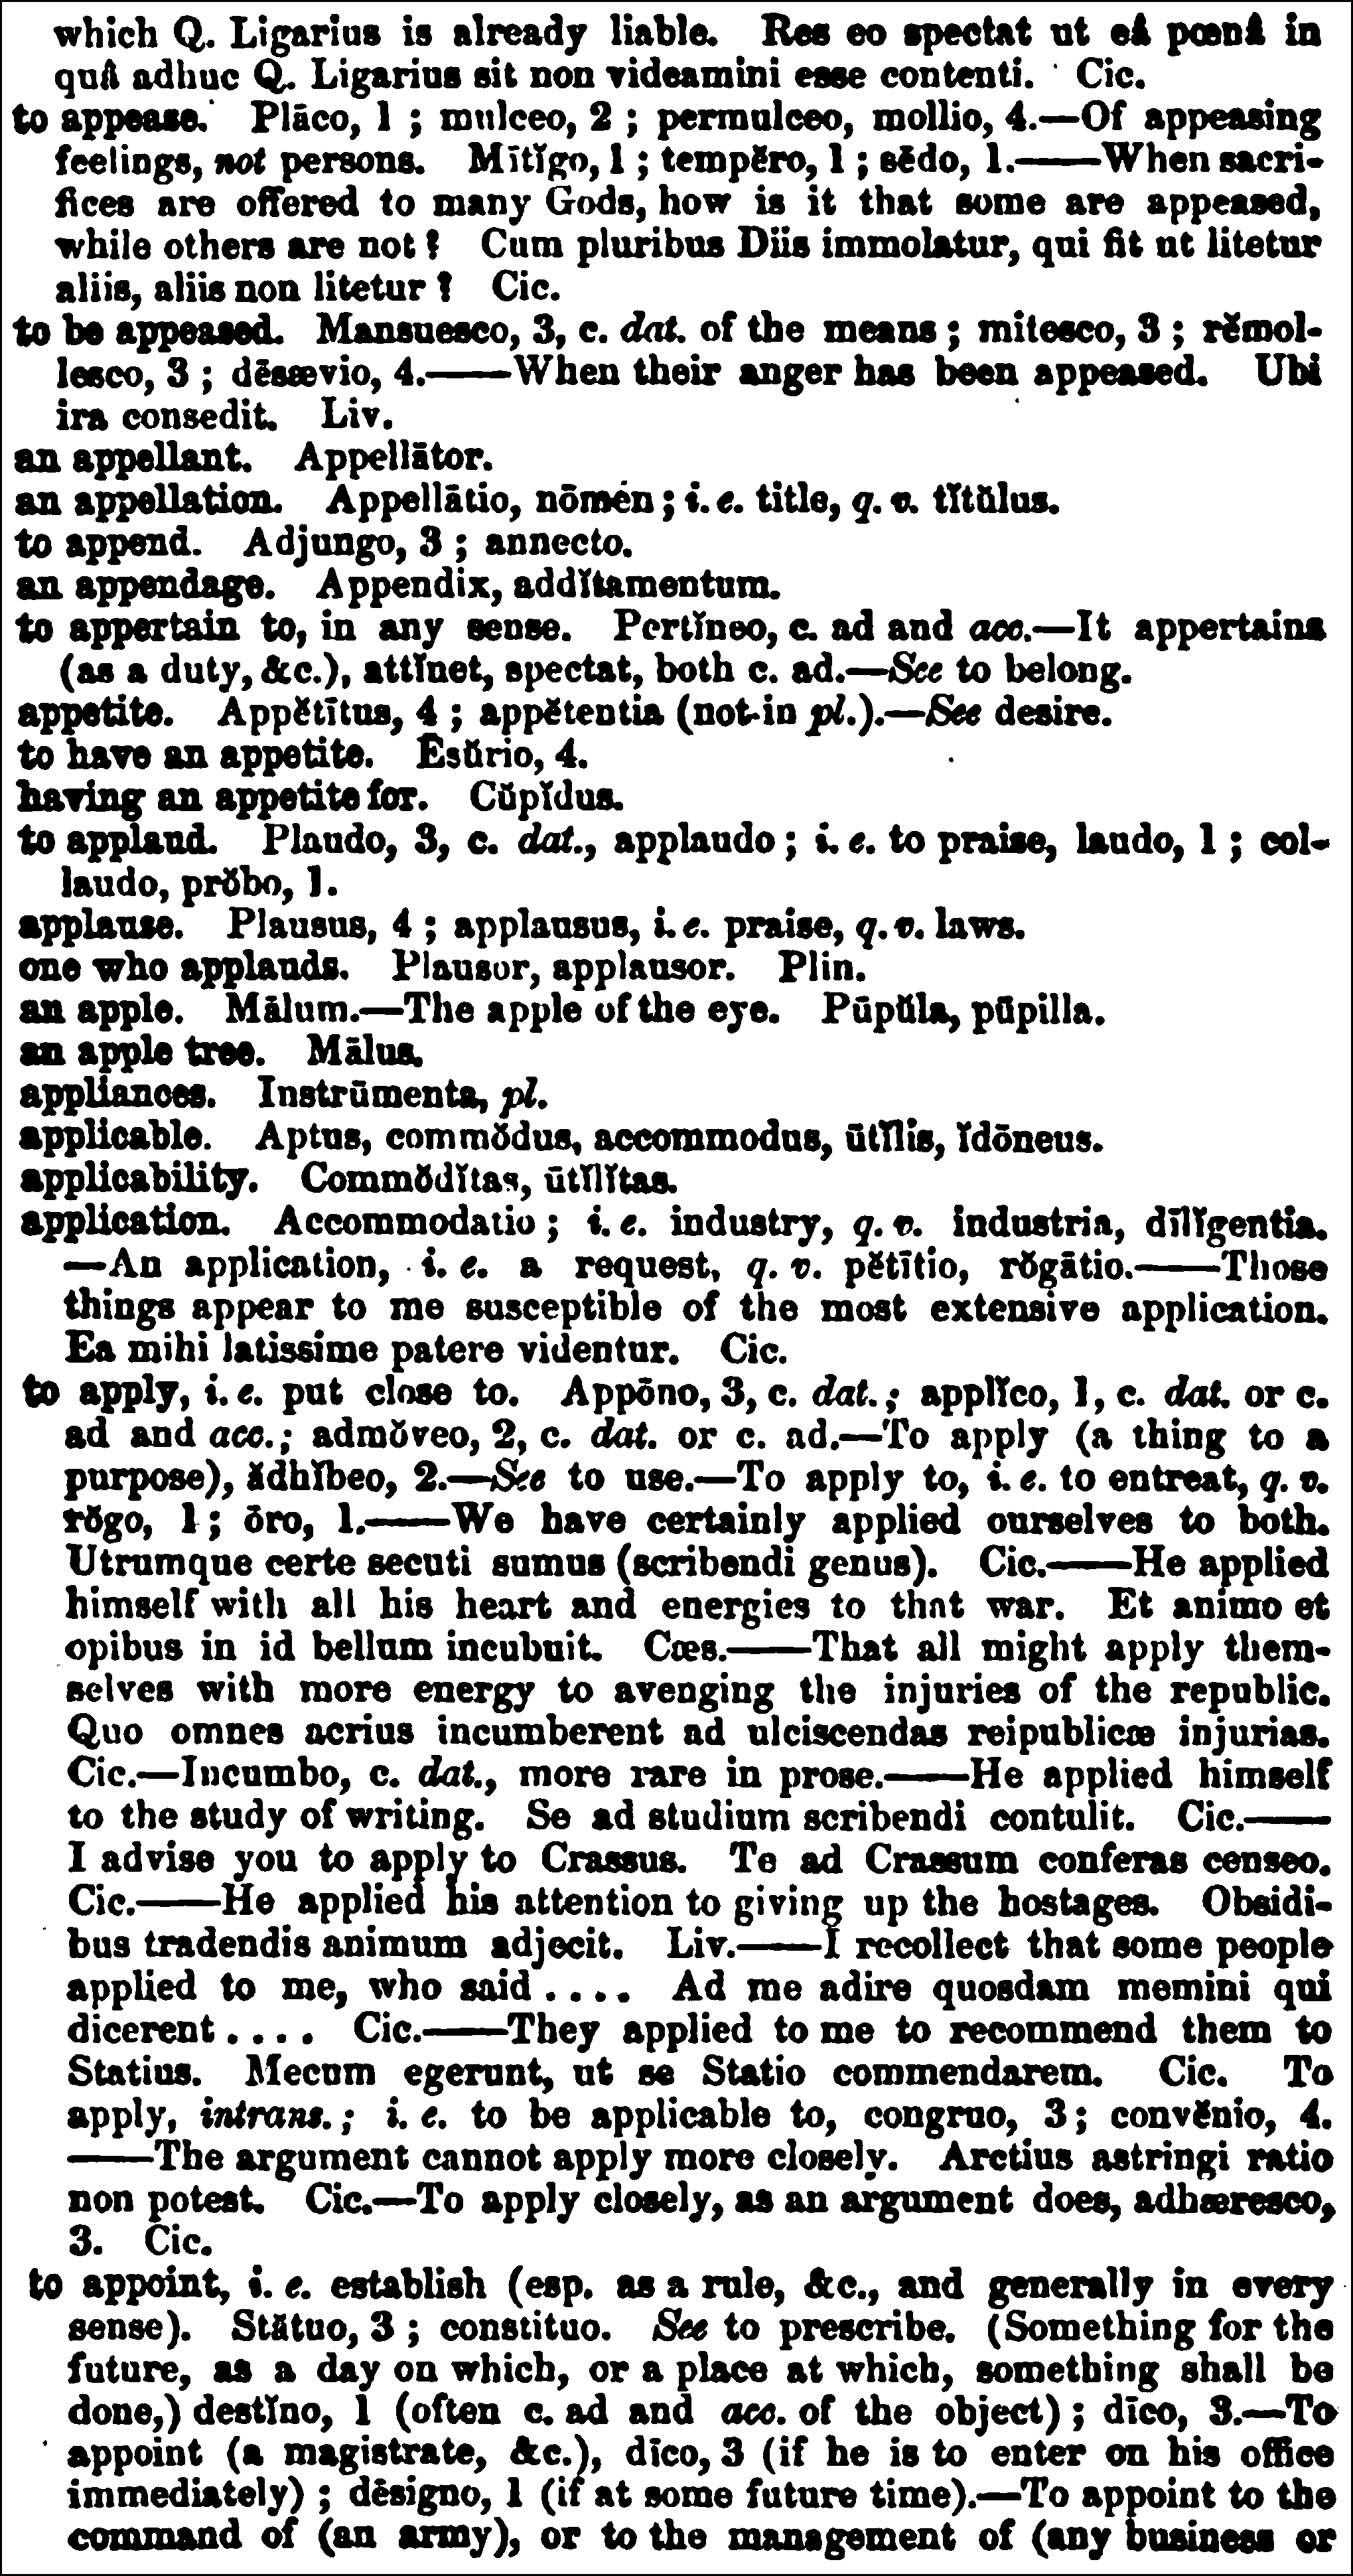 which Q. Ligarius is already liable. Res eo spectat ut eâ pœnâ in
quâ adhuc Q. Ligarius sit non videamini esse contenti. Cic.
to appease. Plāco, 1 ; mulceo, 2 ; permulceo, mollio, 4.—Of appeasing
feelings, not persons. Mītĭgo, 1 ; tempĕro, 1 ; sēdo, 1.——When sacri-
fices are offered to many Gods, how is it that some are appeased,
while others are not? Cum pluribus Diis immolatur, qui fit ut litetur
aliis, aliis non litetur? Cic.
to be appeased. Mansuesco, 3, c. dat. of the means ; mitesco, 3 ; rĕmol-
lesco, 3 ; dēsævio, 4.——When their anger has been appeased. Ubi
ira consedit. Liv.
an appellant. Appellātor.
an appellation. Appellātio, nōmen ; i. e. title, q. v. tĭtŭlus.
to append. Adjungo, 3 ; annecto.
an appendage. Appendix, addĭtamentum.
to appertain to, in any sense. Pertĭneo, c. ad and acc.—It appertains
(as a duty, &c.), attĭnet, spectat, both c. ad.—See to belong.
appetite. Appĕtītus, 4 ; appĕtentia (not in pl.).—See desire.
to have an appetite. Ēsŭrio, 4.
having an appetite for. Cŭpĭdus.
to applaud. Plaudo, 3, c. dat., applaudo ; i. e. to praise, laudo, 1 ; col-
laudo, prŏbo, 1.
applause. Plausus, 4 ; applausus, i. e. praise, q. v. laws.
one who applauds. Plausor, applausor. Plin.
an apple. Mālum.—The apple of the eye. Pūpŭla, pūpilla.
an apple tree. Mālus.
appliances. Instrūmenta, pl.
applicable. Aptus, commŏdus, accommodus, ūtĭlis, ĭdōneus.
applicability. Commŏdĭtas, ūtĭlĭtas.
application. Accommodatio ; i. e. industry, q. v. industria, dīlĭgentia.
—An application, i. e. a request, q. v. pĕtītio, rŏgātio.——Those
things appear to me susceptible of the most extensive application.
Ea mihi latissime patere videntur. Cic.
to apply, i. e. put close to. Appōno, 3, c. dat. ; applĭco, 1, c. dat. or c.
ad and acc. ; admŏveo, 2, c. dat. or c. ad.—To apply (a thing to a
purpose), ădhĭbeo, 2.—See to use.—To apply to, i. e. to entreat, q. v.
rŏgo, 1 ; ōro, 1.——We have certainly applied ourselves to both.
Utrumque certe secuti sumus (scribendi genus). Cic.——He applied
himself with all his heart and energies to that war. Et animo et
opibus in id bellum incubuit. Cæs.——That all might apply them-
selves with more energy to avenging the injuries of the republic.
Quo omnes acrius incumberent ad ulciscendas reipublicæ injurias.
Cic.—Incumbo, c. dat., more rare in prose.——He applied himself
to the study of writing. Se ad studium scribendi contulit. Cic.——
I advise you to apply to Crassus. Te ad Crassum conferas censeo.
Cic.——He applied his attention to giving up the hostages. Obsidi-
bus tradendis animum adjecit. Liv.——I recollect that some people
applied to me, who said . . . . Ad me adire quosdam memini qui
dicerent . . . . Cic.——They applied to me to recommend them to
Statius. Mecum egerunt, ut se Statio commendarem. Cic. To
apply, intrans. ; i. e. to be applicable to, congruo, 3 ; convĕnio, 4.
——The argument cannot apply more closely. Arctius astringi ratio
non potest. Cic.—To apply closely, as an argument does, adhæresco,
3. Cic.
to appoint, i. e. establish (esp. as a rule, &c., and generally in every
sense). Stătuo, 3 ; constituo. See to prescribe. (Something for the
future, as a day on which, or a place at which, something shall be
done,) destĭno, 1 (often c. ad and acc. of the object) ; dīco, 3.—To
appoint (a magistrate, &c.), dīco, 3 (if he is to enter on his office
immediately) ; dēsigno, 1 (if at some future time).—To appoint to the
command of (an army), or to the management of (any business or